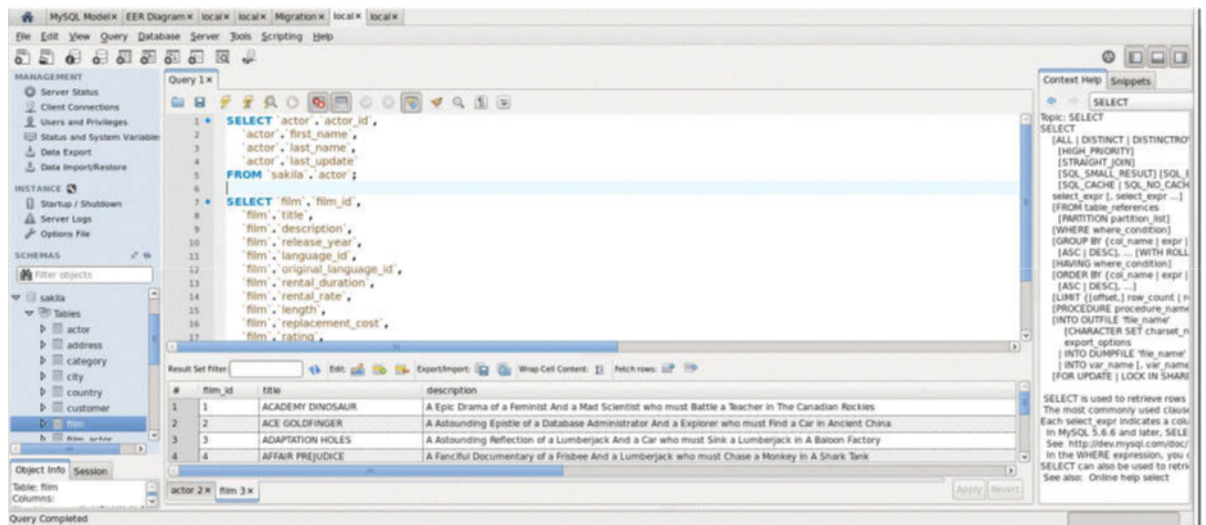 MySQL Model× EER Diagram× local× local× Migration× local× local×
File Edit View Query Database Server Tools Scripting Help
MANAGEMENT
Server Status
Client Connections
Users and Privileges
Status and System Variable
Data Export
Data Import/Restore
INSTANCE
Startup / Shutdown
Server Logs
Options File
SCHEMAS
Filter objects
sakila
Tables
actor
address
category
city
country
customer
film
film_actor
Object Info Session
Table: film
Columns:
Query Completed
Query 1×
1 SELECT `actor`.`actor_id`,
2 `actor`.`first_name`,
3 `actor`.`last_name`,
4 `actor`.`last_update`
5 FROM `sakila`.`actor`;
6
7 SELECT `film`.`film_id`,
8 `film`.`title`,
9 `film`.`description`,
10 `film`.`release_year`,
11 `film`.`language_id`,
12 `film`.`original_language_id`,
13 `film`.`rental_duration`,
14 `film`.`rental_rate`,
15 `film`.`length`,
16 `film`.`replacement_cost`,
17 `film`.`rating`,
Result Set Filter: Edit: Export/Import: Wrap Cell Content: Fetch rows:
# film_id title description
1 1 ACADEMY DINOSAUR A Epic Drama of a Feminist And a Mad Scientist who must Battle a Teacher in The Canadian Rockies
2 2 ACE GOLDFINGER A Astounding Epistle of a Database Administrator And a Explorer who must Find a Car in Ancient China
3 3 ADAPTATION HOLES A Astounding Reflection of a Lumberjack And a Car who must Sink a Lumberjack in A Baloon Factory
4 4 AFFAIR PREJUDICE A Fanciful Documentary of a Frisbee And a Lumberjack who must Chase a Monkey in A Shark Tank
actor 2× film 3×
Apply Revert
Context Help Snippets
SELECT
Topic: SELECT
SELECT
[ALL | DISTINCT | DISTINCTRO
[HIGH_PRIORITY]
[STRAIGHT_JOIN]
[SQL_SMALL_RESULT] [SQL_
[SQL_CACHE | SQL_NO_CACH
select_expr [, select_expr ...]
[FROM table_references
[PARTITION partition_list]
[WHERE where_condition]
[GROUP BY {col_name | expr |
[ASC | DESC], ... [WITH ROLL
[HAVING where_condition]
[ORDER BY {col_name | expr |
[ASC | DESC], ...]
[LIMIT {[offset,] row_count | r
[PROCEDURE procedure_name
[INTO OUTFILE 'file_name'
[CHARACTER SET charset_n
export_options
| INTO DUMPFILE 'file_name'
| INTO var_name [, var_name
[FOR UPDATE | LOCK IN SHAR
SELECT is used to retrieve rows
The most commonly used claus
Each select_expr indicates a colu
In MySQL 5.6.6 and later, SELE
See http://dev.mysql.com/doc/
In the WHERE expression, you
SELECT can also be used to retri
See also: Online help select